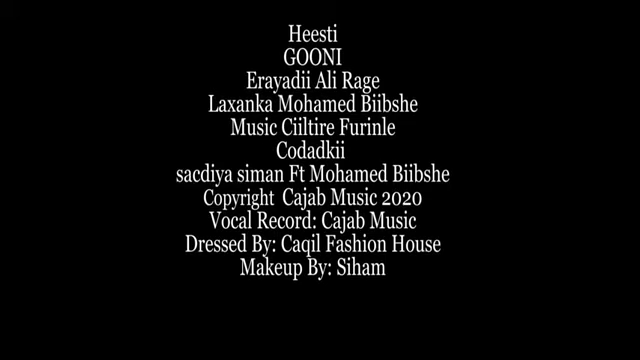 Heesti
GOONI
Erayadii Ali Rage
Laxanka Mohamed Biibshe
Music Ciiltire Furinle
Codadkii
sacdiya siman Ft Mohamed Biibshe
Copyright Cajab Music 2020
Vocal Record: Cajab Music
Dressed By: Caqil Fashion House
Makeup By: Siham